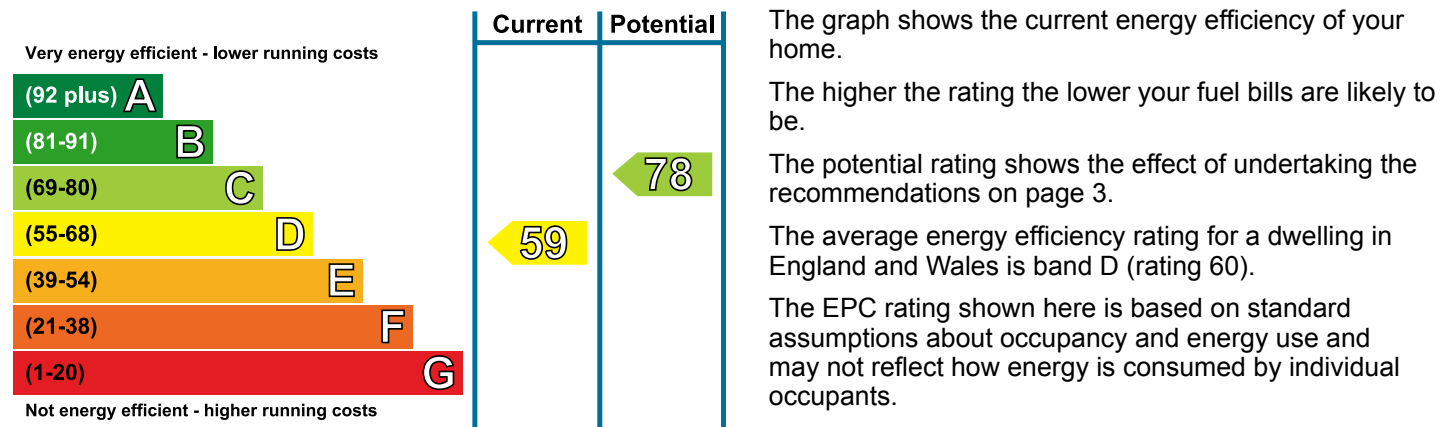 Current Potential
Very energy efficient - lower running costs
(92 plus) A
(81-91) B
(69-80) C
78
(55-68) D
59
(39-54) E
(21-38) F
(1-20) G
Not energy efficient - higher running costs
The graph shows the current energy efficiency of your
home.
The higher the rating the lower your fuel bills are likely to
be.
The potential rating shows the effect of undertaking the
recommendations on page 3.
The average energy efficiency rating for a dwelling in
England and Wales is band D (rating 60).
The EPC rating shown here is based on standard
assumptions about occupancy and energy use and
may not reflect how energy is consumed by individual
occupants.